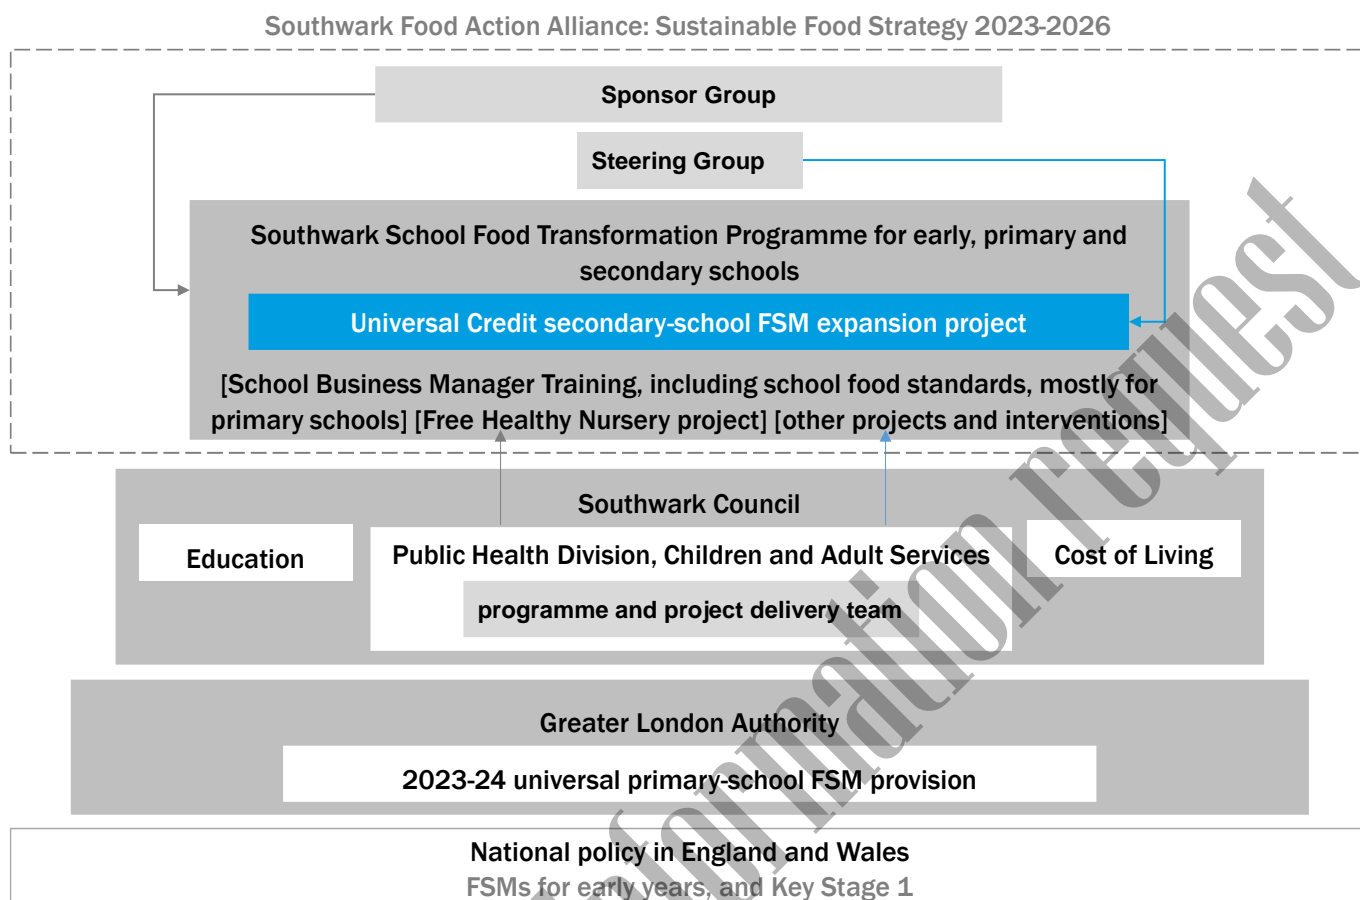 Southwark Food Action Alliance: Sustainable Food Strategy 2023-2026
Sponsor Group
Steering Group
Southwark School Food Transformation Programme for early, primary and
secondary schools
Universal Credit secondary-school FSM expansion project
[School Business Manager Training, including school food standards, mostly for
primary schools] [Free Healthy Nursery project] [other projects and interventions]
Southwark Council
Education
Public Health Division, Children and Adult Services
Cost of Living
programme and project delivery team
Greater London Authority
2023-24 universal primary-school FSM provision
National policy in England and Wales
FSMs for early years, and Key Stage 1
information request